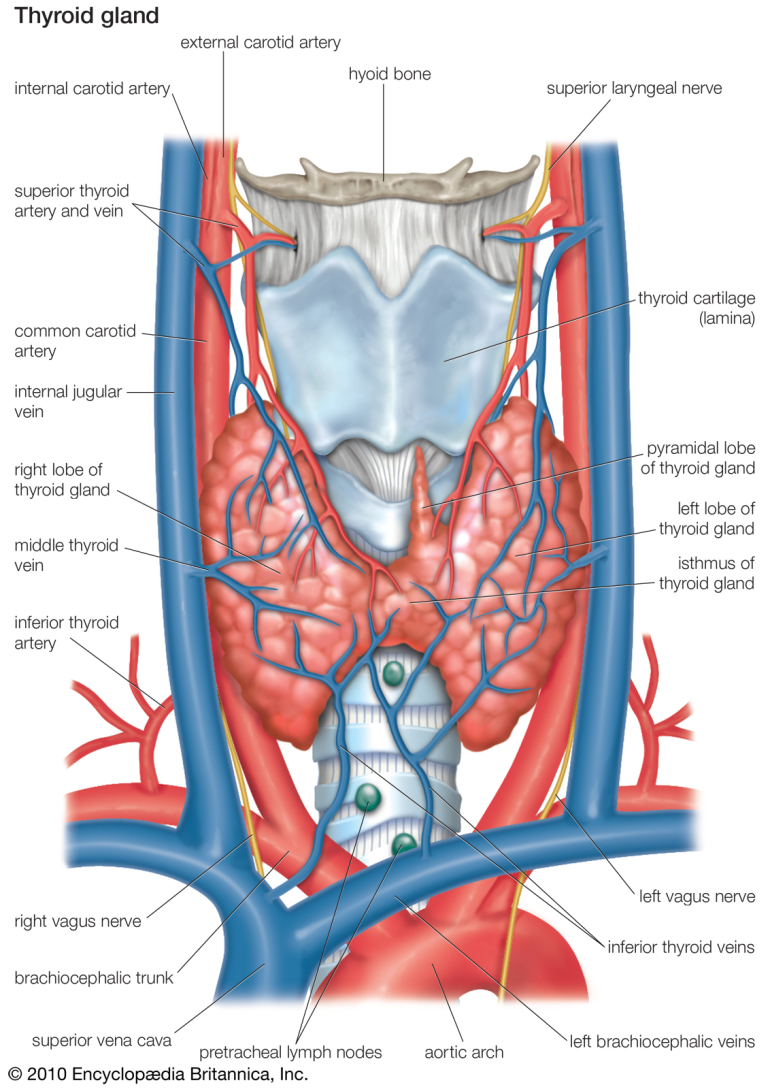 Thyroid gland
external carotid artery
hyoid bone
internal carotid artery
superior laryngeal nerve
superior thyroid
artery and vein
thyroid cartilage
(lamina)
common carotid
artery
internal jugular
vein
pyramidal lobe
of thyroid gland
right lobe of
thyroid gland
left lobe of
thyroid gland
middle thyroid
vein
isthmus of
thyroid gland
inferior thyroid
artery
left vagus nerve
right vagus nerve
inferior thyroid veins
brachiocephalic trunk
superior vena cava
pretracheal lymph nodes
aortic arch
left brachiocephalic veins
© 2010 Encyclopædia Britannica, Inc.